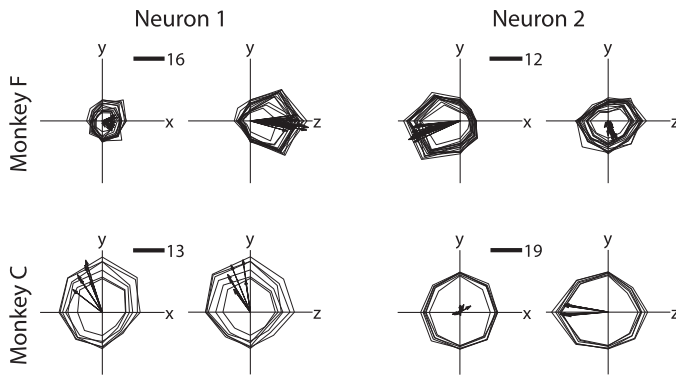 Neuron 1 Neuron 2
Monkey F
y y y y
16 12
x z x z
Monkey C
y y y y
13 19
x z x z